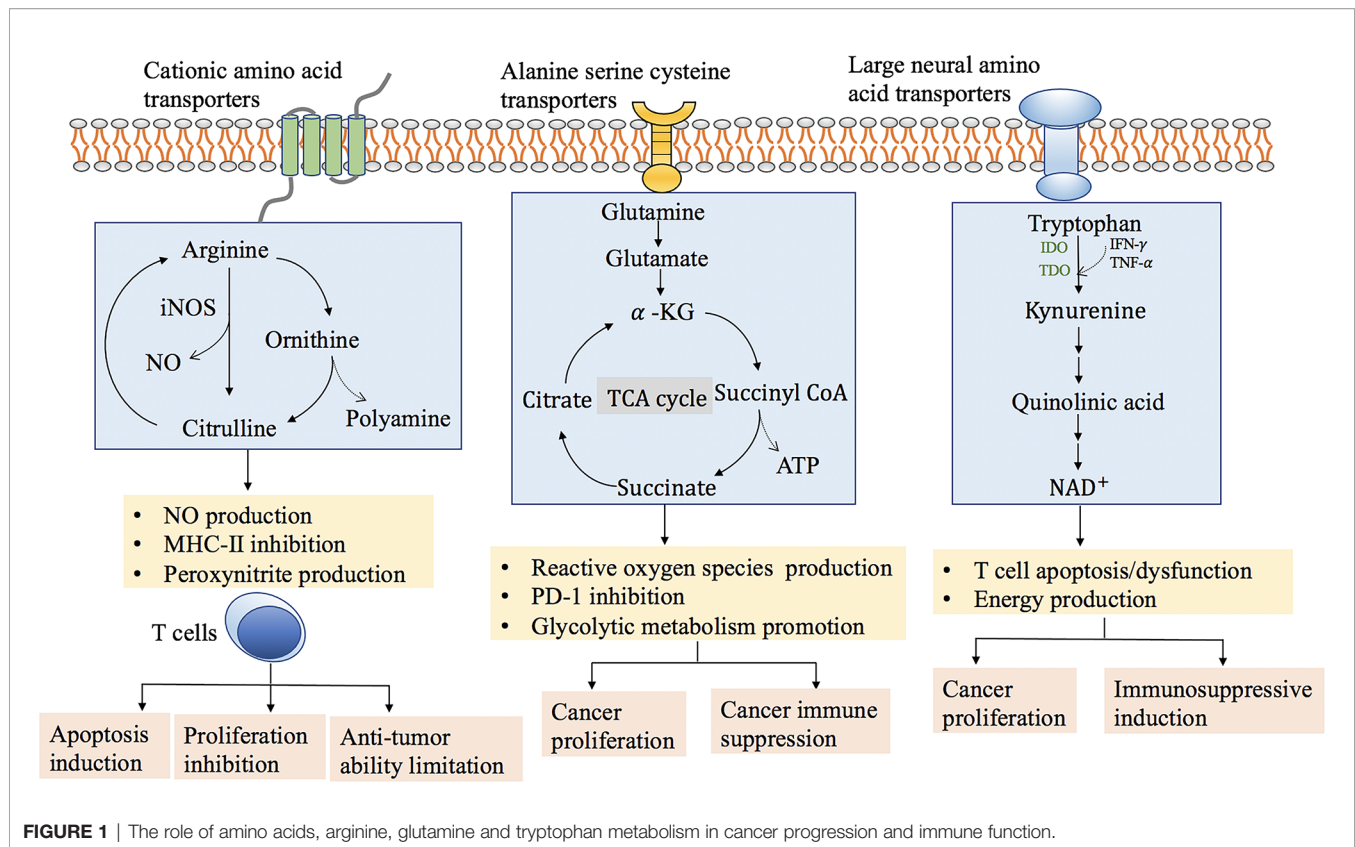 Cationic amino acid
transporters
Alanine serine cysteine
transporters
Large neural amino
acid transporters
Arginine
iNOS
NO
Ornithine
Polyamine
Citrulline
• NO production
• MHC-II inhibition
• Peroxynitrite production
T cells
Apoptosis
induction
Proliferation
inhibition
Anti-tumor
ability limitation
Glutamine
Glutamate
α -KG
Citrate
TCA cycle
Succinyl CoA
ATP
Succinate
• Reactive oxygen species production
• PD-1 inhibition
• Glycolytic metabolism promotion
Cancer
proliferation
Cancer immune
suppression
Tryptophan
IDO
TDO
IFN-γ
TNF-α
Kynurenine
Quinolinic acid
NAD⁺
• T cell apoptosis/dysfunction
• Energy production
Cancer
proliferation
Immunosuppressive
induction
FIGURE 1 | The role of amino acids, arginine, glutamine and tryptophan metabolism in cancer progression and immune function.